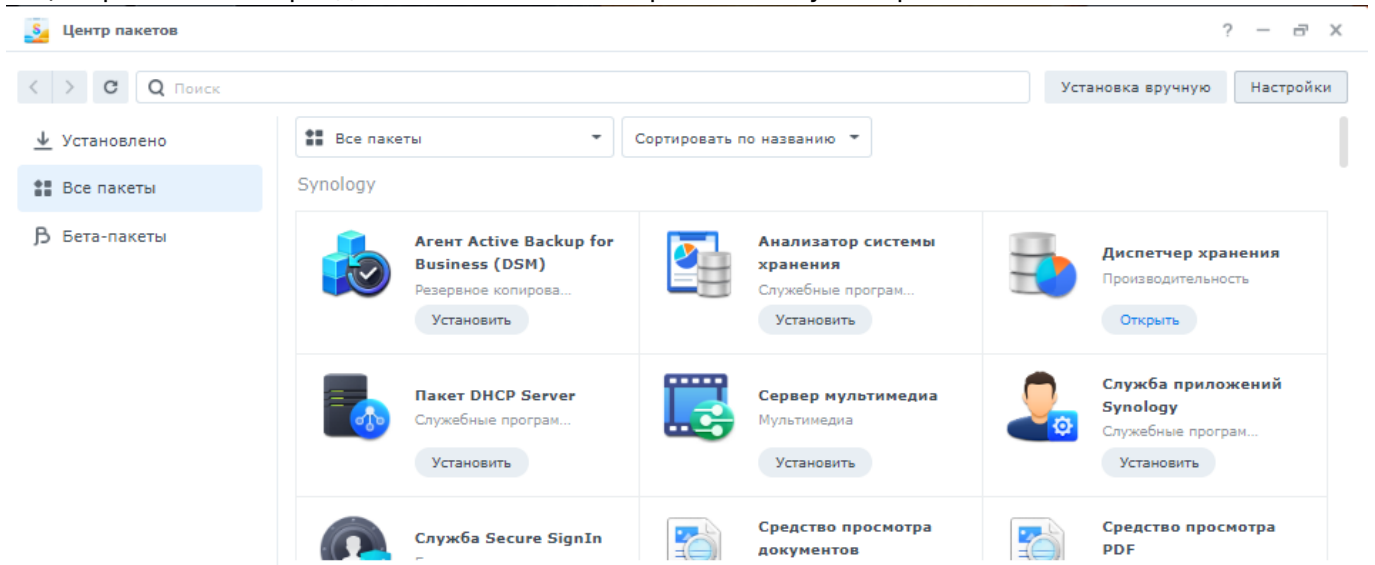 Центр пакетов
Поиск
Установка вручную
Настройки
Установлено
Все пакеты
Бета-пакеты
Все пакеты
Сортировать по названию
Synology
Агент Active Backup for
Business (DSM)
Резервное копирова...
Установить
Анализатор системы
хранения
Служебные програм...
Установить
Диспетчер хранения
Производительность
Открыть
Пакет DHCP Server
Служебные програм...
Установить
Сервер мультимедиа
Мультимедиа
Установить
Служба приложений
Synology
Служебные програм...
Установить
Служба Secure SignIn
Средство просмотра
документов
Средство просмотра
PDF